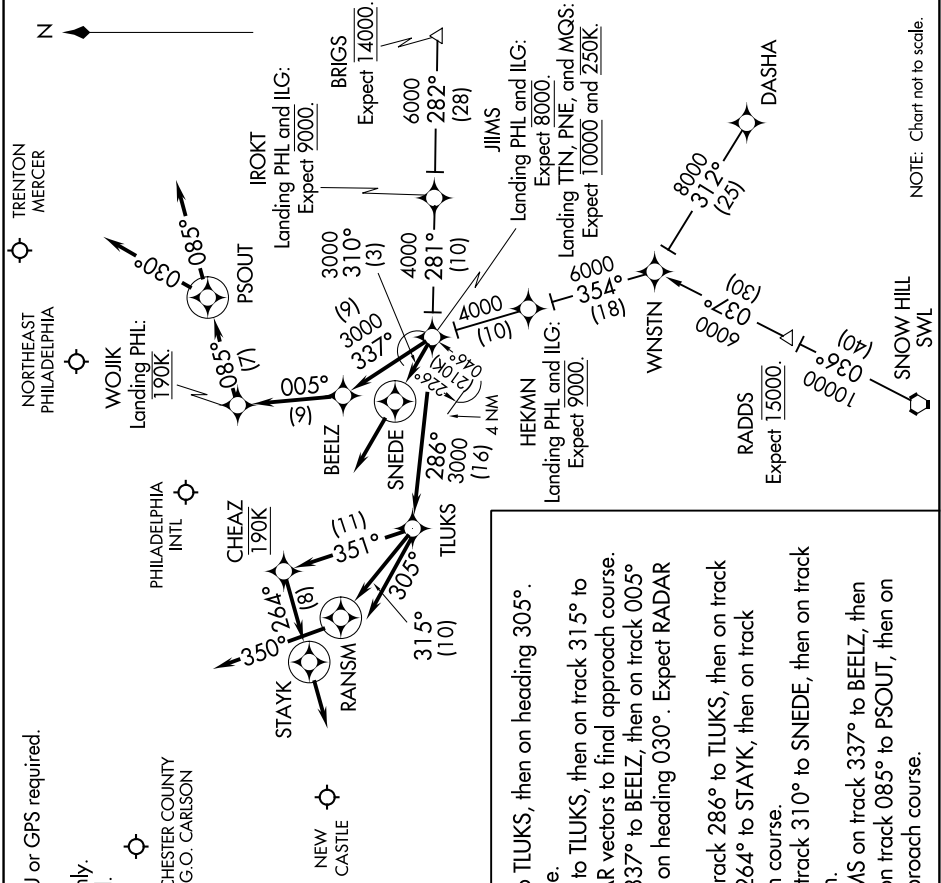 J or GPS required.
nly.
N
TRENTON
MERCER
NORTHEAST
PHILADELPHIA
PHILADELPHIA
INTL
CHESTER COUNTY
G.O. CARLSON
NEW
CASTLE
030°
085°
PSOUT
085°
(7)
WOJIK
Landing PHL:
190K.
005°
(9)
BEELZ
IROKT
Landing PHL and ILG:
Expect 9000.
BRIGS
Expect 14000.
6000
282°
(28)
4000
281°
(10)
3000
310°
(3)
(9)
3000
337°
JIIMS
Landing PHL and ILG:
Expect 8000.
Landing TTN, PNE, and MQS:
Expect 10000 and 250K.
SNEDE
046°
226°
(210K)
4 NM
286°
3000
(16)
TLUKS
CHEAZ
190K
(11)
351°
264°
(8)
350°
STAYK
RANSM
305°
315°
(10)
4000
(10)
HEKMN
Landing PHL and ILG:
Expect 9000.
6000
354°
(18)
WNSTN
8000
312°
(25)
DASHA
(30)
037°
6000
RADDS
Expect 15000.
(40)
036°
10000
SNOW HILL
SWL
NOTE: Chart not to scale.
o TLUKS, then on heading 305°.
e.
to TLUKS, then on track 315° to
AR vectors to final approach course.
337° to BEELZ, then on track 005°
on heading 030°. Expect RADAR
rack 286° to TLUKS, then on track
264° to STAYK, then on track
n course.
track 310° to SNEDE, then on track
MS on track 337° to BEELZ, then
on track 085° to PSOUT, then on
proach course.